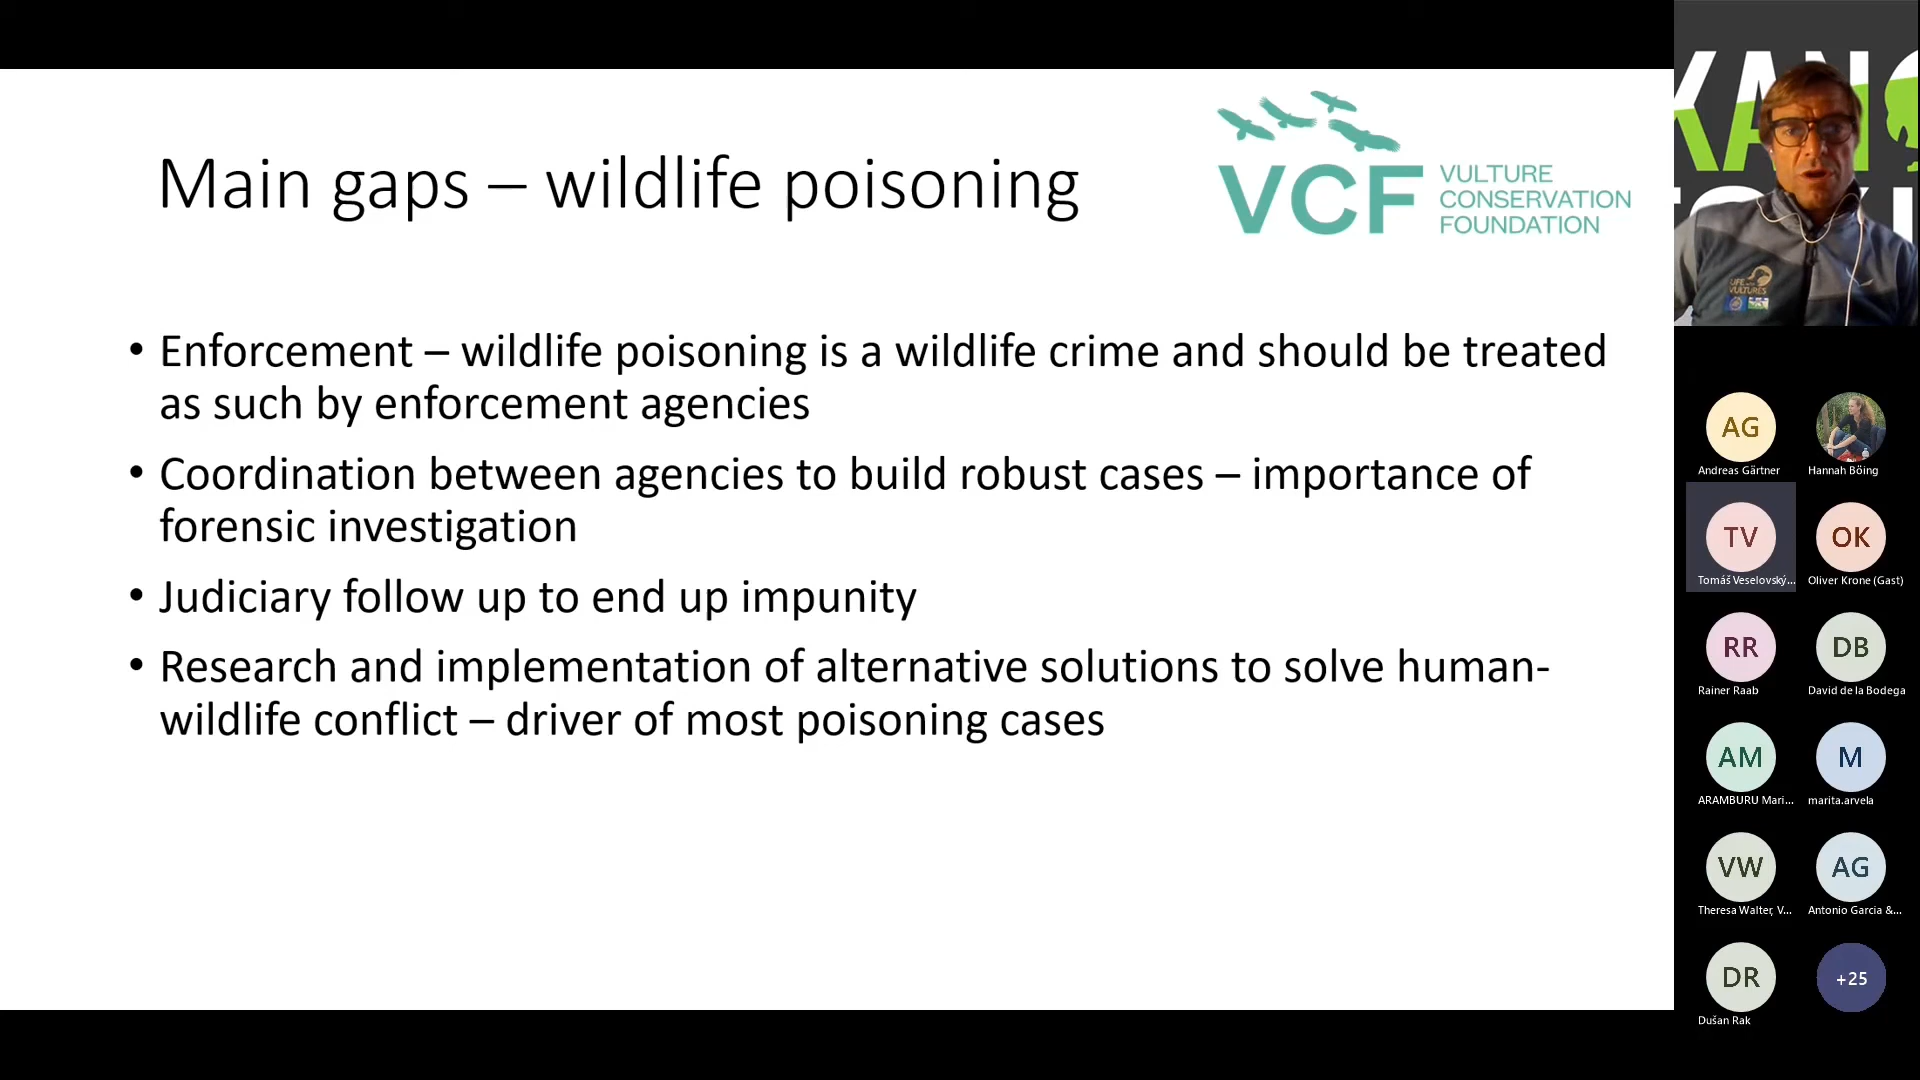 Main gaps – wildlife poisoning
VCF
VULTURE
CONSERVATION
FOUNDATION
• Enforcement – wildlife poisoning is a wildlife crime and should be treated
as such by enforcement agencies
• Coordination between agencies to build robust cases – importance of
forensic investigation
• Judiciary follow up to end up impunity
• Research and implementation of alternative solutions to solve human-
wildlife conflict – driver of most poisoning cases
LIFE
VULTURES
AG
Andreas Gärtner
Hannah Böing
TV
Tomáš Veselovský...
OK
Oliver Krone (Gast)
RR
Rainer Raab
DB
David de la Bodega
AM
ARAMBURU Mari...
M
marita.arvela
VW
Theresa Walter, V...
AG
Antonio Garcia &...
DR
Dušan Rak
+25